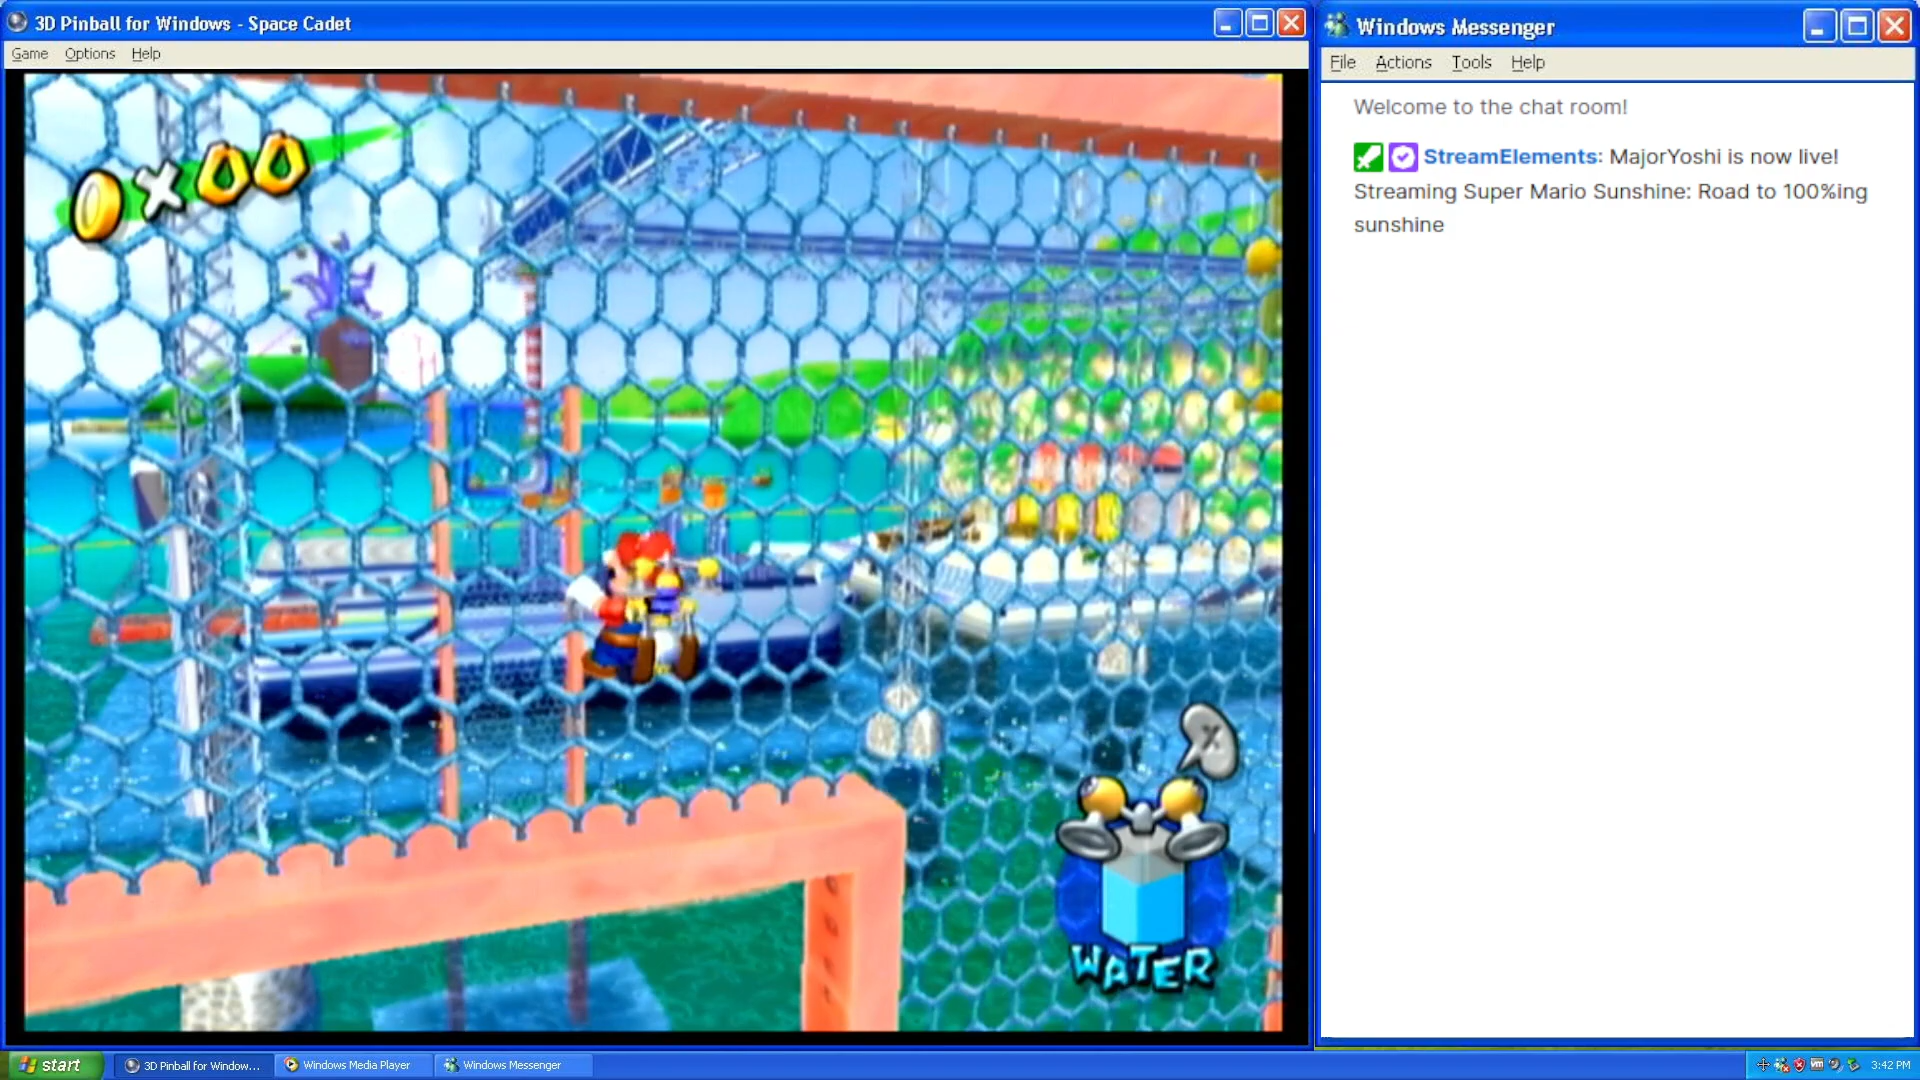 3D Pinball for Windows - Space Cadet
Game Options Help
x 00
X
WATER
Windows Messenger
File Actions Tools Help
Welcome to the chat room!
StreamElements: MajorYoshi is now live!
Streaming Super Mario Sunshine: Road to 100%ing
sunshine
start
3D Pinball for Window...
Windows Media Player
Windows Messenger
3:42 PM